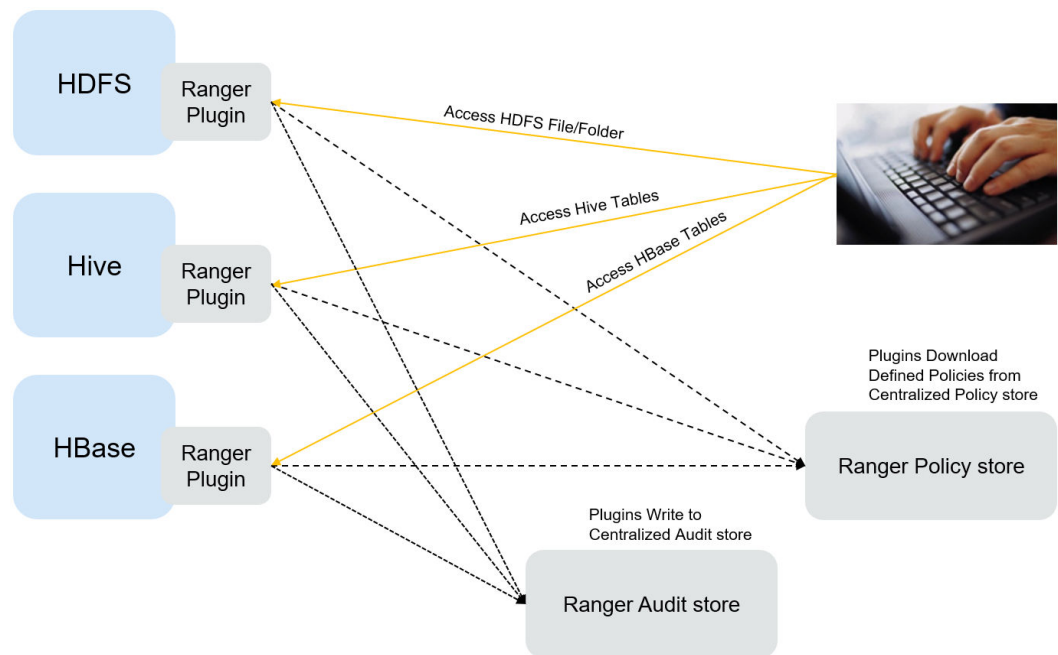 HDFS
Ranger
Plugin
Access HDFS File/Folder
Hive
Ranger
Plugin
Access Hive Tables
Access HBase Tables
HBase
Ranger
Plugin
Plugins Download
Defined Policies from
Centralized Policy store
Ranger Policy store
Plugins Write to
Centralized Audit store
Ranger Audit store